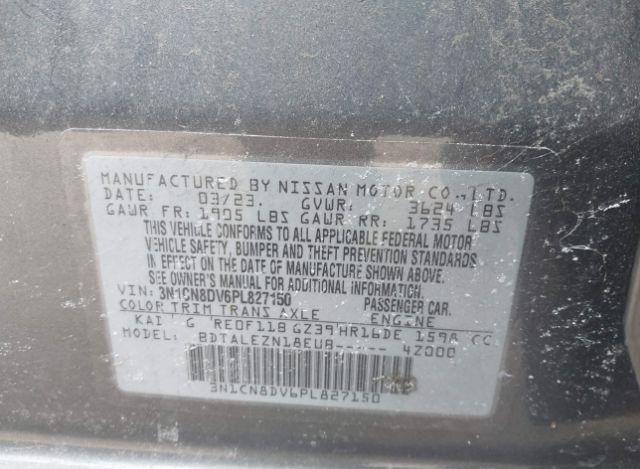 MANUFACTURED BY NISSAN MOTOR CO.,LTD.
DATE: 03/23. GVWR: 3624 LBS
GAWR FR: 1905 LBS GAWR RR: 1735 LBS
THIS VEHICLE CONFORMS TO ALL APPLICABLE FEDERAL MOTOR
VEHICLE SAFETY, BUMPER AND THEFT PREVENTION STANDARDS
IN EFFECT ON THE DATE OF MANUFACTURE SHOWN ABOVE.
SEE OWNER'S MANUAL FOR ADDITIONAL INFORMATION.
VIN: 3N1CN8DV6PL827150 PASSENGER CAR.
COLOR TRIM TRANS AXLE ENGINE
KAI G RE0F11B GZ39 HR16DE 1598 CC
MODEL: BDTALEZN18EUB----- 4Z000
3N1CN8DV6PL827150